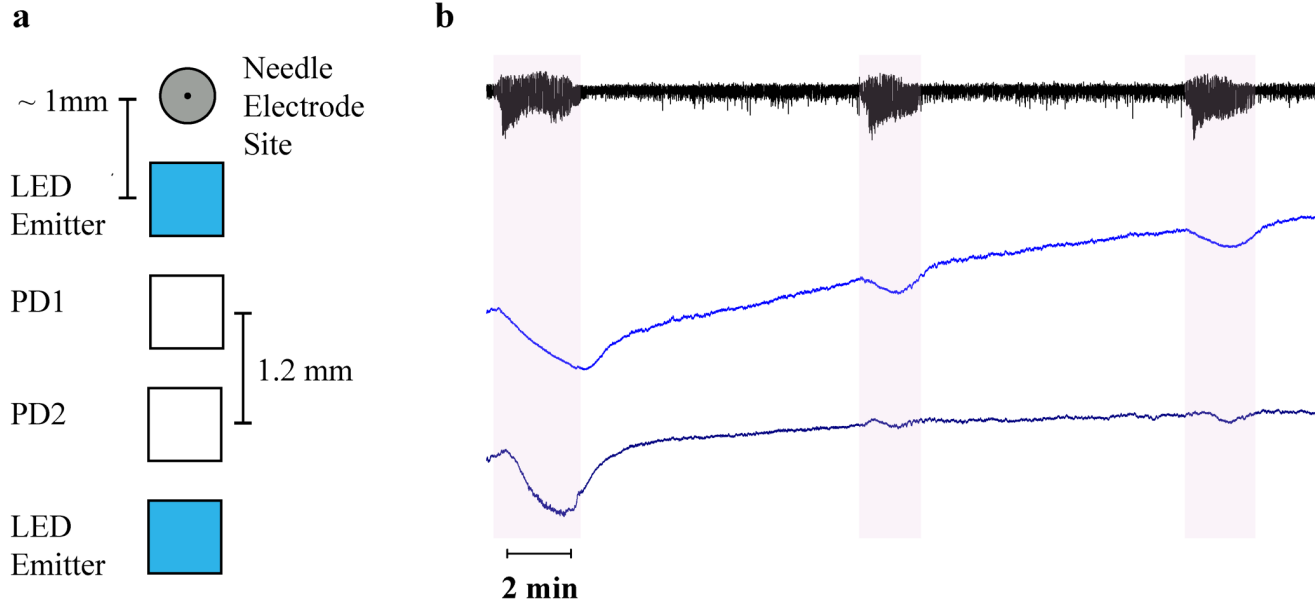 a
b
Needle
Electrode
Site
~ 1mm
LED
Emitter
PD1
1.2 mm
PD2
LED
Emitter
2 min